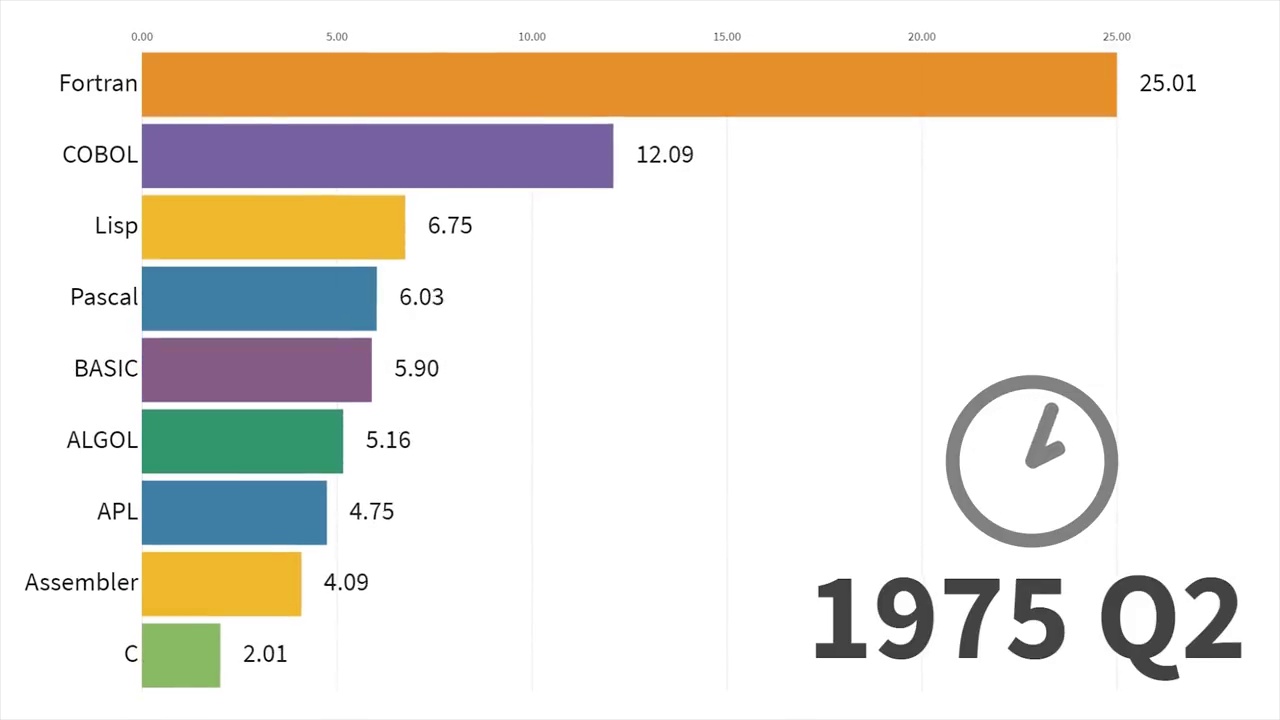 0.00 5.00 10.00 15.00 20.00 25.00
Fortran 25.01
COBOL 12.09
Lisp 6.75
Pascal 6.03
BASIC 5.90
ALGOL 5.16
APL 4.75
Assembler 4.09
C 2.01
1975 Q2